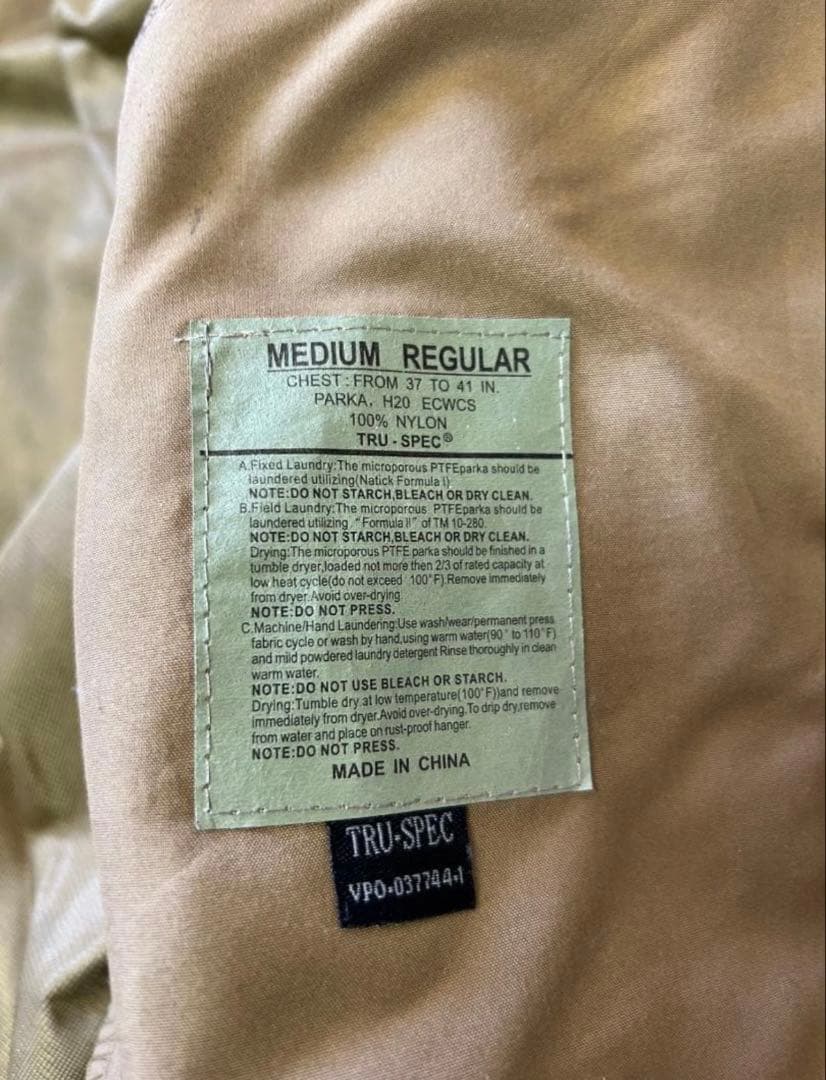 MEDIUM REGULAR
CHEST : FROM 37 TO 41 IN.
PARKA, H20 ECWCS
100% NYLON
TRU - SPEC®
A.Fixed Laundry:The microporous PTFEparka should be
laundered utilizing(Natick Formula I)
NOTE:DO NOT STARCH,BLEACH OR DRY CLEAN.
B.Field Laundry:The microporous PTFEparka should be
laundered utilizing, "Formula II" of TM 10-280.
NOTE:DO NOT STARCH,BLEACH OR DRY CLEAN.
Drying:The microporous PTFE parka should be finished in a
tumble dryer,loaded not more then 2/3 of rated capacity at
low heat cycle(do not exceed 100°F).Remove immediately
from dryer.Avoid over-drying
NOTE:DO NOT PRESS.
C.Machine/Hand Laundering:Use wash/wear/permanent press
fabric cycle or wash by hand,using warm water(90° to 110°F)
and mild powdered laundry detergent Rinse thoroughly in clean
warm water.
NOTE:DO NOT USE BLEACH OR STARCH.
Drying:Tumble dry at low temperature(100°F))and remove
immediately from dryer.Avoid over-drying.To drip dry,remove
from water and place on rust-proof hanger.
NOTE:DO NOT PRESS.
MADE IN CHINA
TRU-SPEC
VPO-037744-1